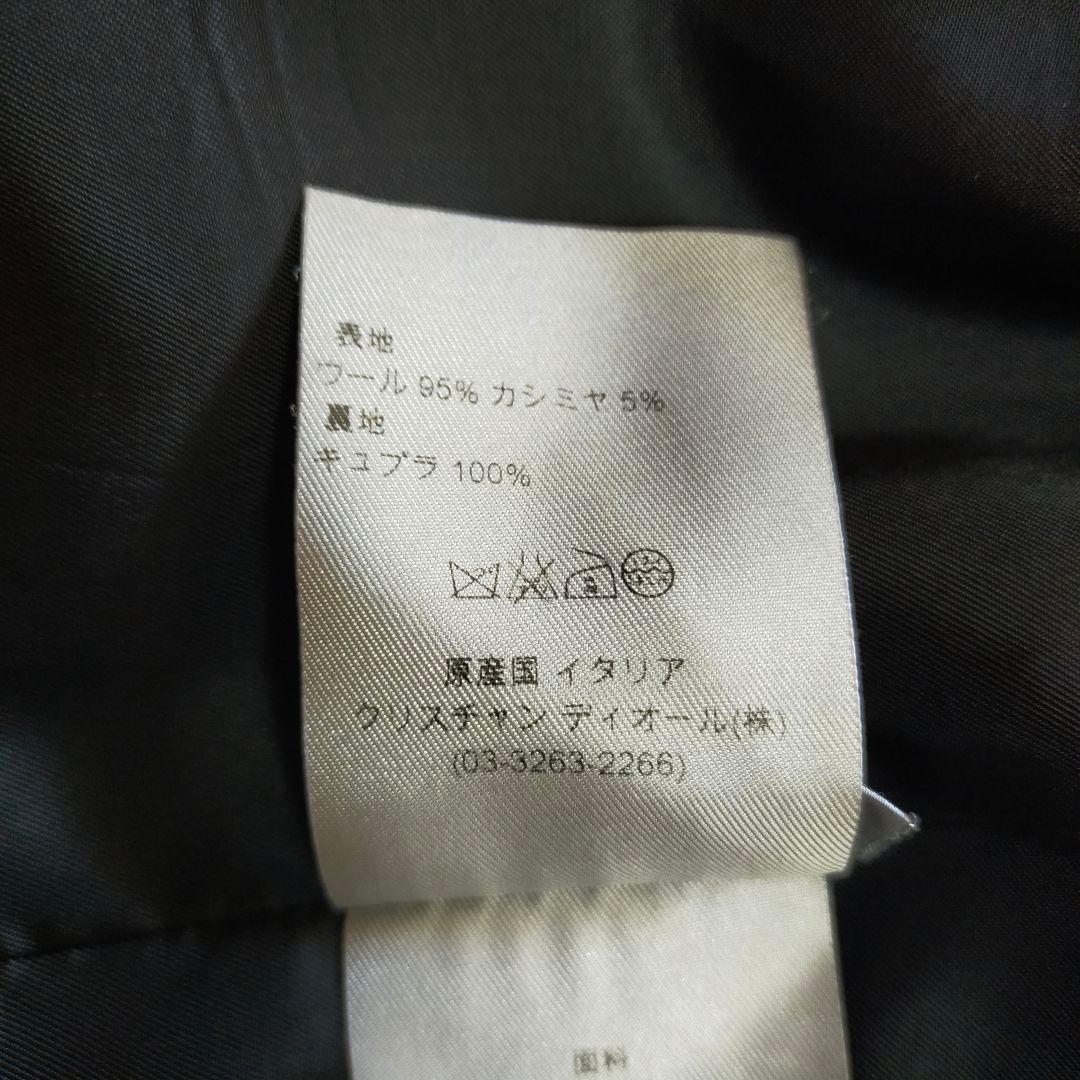 表地
ウール 95% カシミヤ 5%
裏地
キュプラ 100%
原産国 イタリア
クリスチャン ディオール(株)
(03-3263-2266)
面料